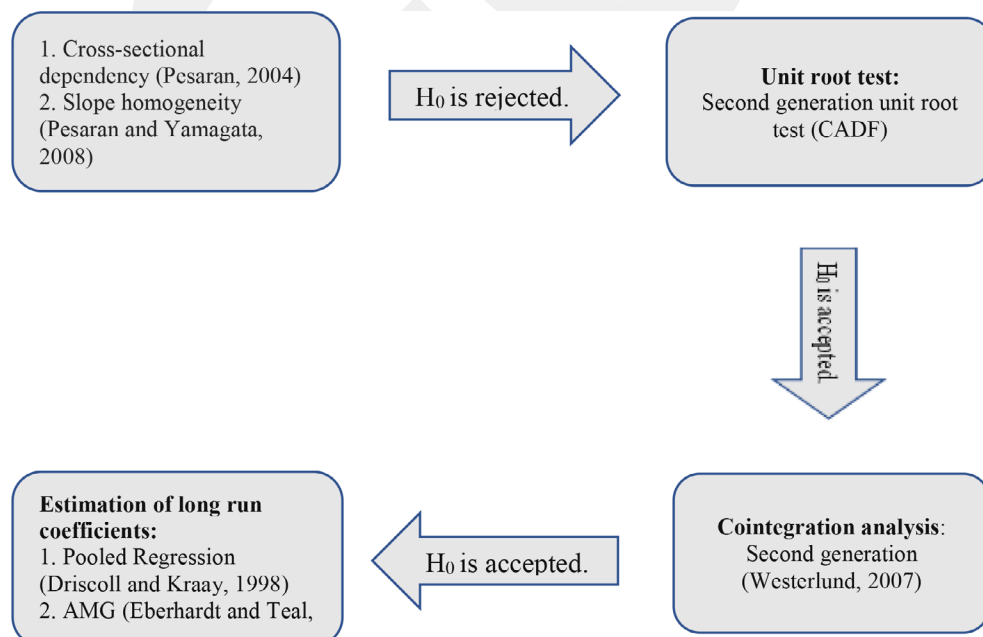 1. Cross-sectional
dependency (Pesaran, 2004)
2. Slope homogeneity
(Pesaran and Yamagata,
2008)
H₀ is rejected.
Unit root test:
Second generation unit root
test (CADF)
H₀ is accepted.
Cointegration analysis:
Second generation
(Westerlund, 2007)
H₀ is accepted.
Estimation of long run
coefficients:
1. Pooled Regression
(Driscoll and Kraay, 1998)
2. AMG (Eberhardt and Teal,